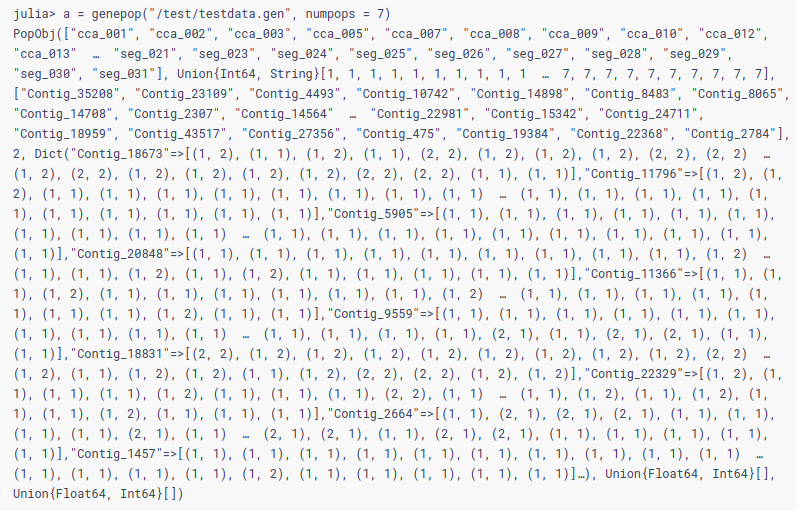 julia> a = genepop("/test/testdata.gen", numpops = 7)
PopObj(["cca_001", "cca_002", "cca_003", "cca_005", "cca_007", "cca_008", "cca_009", "cca_010", "cca_012",
"cca_013"  …  "seg_021", "seg_023", "seg_024", "seg_025", "seg_026", "seg_027", "seg_028", "seg_029",
"seg_030", "seg_031"], Union{Int64, String}[1, 1, 1, 1, 1, 1, 1, 1, 1, 1  …  7, 7, 7, 7, 7, 7, 7, 7, 7, 7],
["Contig_35208", "Contig_23109", "Contig_4493", "Contig_10742", "Contig_14898", "Contig_8483", "Contig_8065",
"Contig_14708", "Contig_2307", "Contig_14564"  …  "Contig_22981", "Contig_15342", "Contig_24711",
"Contig_18959", "Contig_43517", "Contig_27356", "Contig_475", "Contig_19384", "Contig_22368", "Contig_2784"],
2, Dict("Contig_18673"=>[(1, 2), (1, 1), (1, 2), (1, 1), (2, 2), (1, 2), (1, 2), (1, 2), (2, 2), (2, 2)  …
(1, 2), (2, 2), (1, 2), (1, 2), (1, 2), (1, 2), (2, 2), (2, 2), (1, 1), (1, 1)],"Contig_11796"=>[(1, 2), (1,
2), (1, 1), (1, 1), (1, 1), (1, 1), (1, 1), (1, 1), (1, 1), (1, 1)  …  (1, 1), (1, 1), (1, 1), (1, 1), (1,
1), (1, 1), (1, 1), (1, 1), (1, 1), (1, 1)],"Contig_5905"=>[(1, 1), (1, 1), (1, 1), (1, 1), (1, 1), (1, 1),
(1, 1), (1, 1), (1, 1), (1, 1)  …  (1, 1), (1, 1), (1, 1), (1, 1), (1, 1), (1, 1), (1, 1), (1, 1), (1, 1),
(1, 1)],"Contig_20848"=>[(1, 1), (1, 1), (1, 1), (1, 1), (1, 1), (1, 1), (1, 1), (1, 1), (1, 1), (1, 2)  …
(1, 1), (1, 1), (1, 2), (1, 1), (1, 2), (1, 1), (1, 1), (1, 1), (1, 1), (1, 1)],"Contig_11366"=>[(1, 1), (1,
1), (1, 2), (1, 1), (1, 1), (1, 1), (1, 1), (1, 1), (1, 1), (1, 2)  …  (1, 1), (1, 1), (1, 1), (1, 1), (1,
1), (1, 1), (1, 1), (1, 2), (1, 1), (1, 1)],"Contig_9559"=>[(1, 1), (1, 1), (1, 1), (1, 1), (1, 1), (1, 1),
(1, 1), (1, 1), (1, 1), (1, 1)  …  (1, 1), (1, 1), (1, 1), (1, 1), (2, 1), (1, 1), (2, 1), (2, 1), (1, 1),
(1, 1)],"Contig_18831"=>[(2, 2), (1, 2), (1, 2), (1, 2), (1, 2), (1, 2), (1, 2), (1, 2), (1, 2), (2, 2)  …
(1, 2), (1, 1), (1, 2), (1, 2), (1, 1), (1, 2), (2, 2), (2, 2), (1, 2), (1, 2)],"Contig_22329"=>[(1, 2), (1,
1), (1, 1), (1, 1), (1, 2), (1, 1), (1, 1), (1, 1), (2, 2), (1, 1)  …  (1, 1), (1, 2), (1, 1), (1, 2), (1,
1), (1, 1), (1, 2), (1, 1), (1, 1), (1, 1)],"Contig_2664"=>[(1, 1), (2, 1), (2, 1), (2, 1), (1, 1), (1, 1),
(1, 1), (1, 1), (2, 1), (1, 1)  …  (2, 1), (2, 1), (1, 1), (2, 1), (2, 1), (1, 1), (1, 1), (1, 1), (1, 1),
(1, 1)],"Contig_1457"=>[(1, 1), (1, 1), (1, 1), (1, 1), (1, 1), (1, 1), (1, 1), (1, 1), (1, 1), (1, 1)  …
(1, 1), (1, 1), (1, 1), (1, 1), (1, 2), (1, 1), (1, 1), (1, 1), (1, 1), (1, 1)]…), Union{Float64, Int64}[],
Union{Float64, Int64}[])